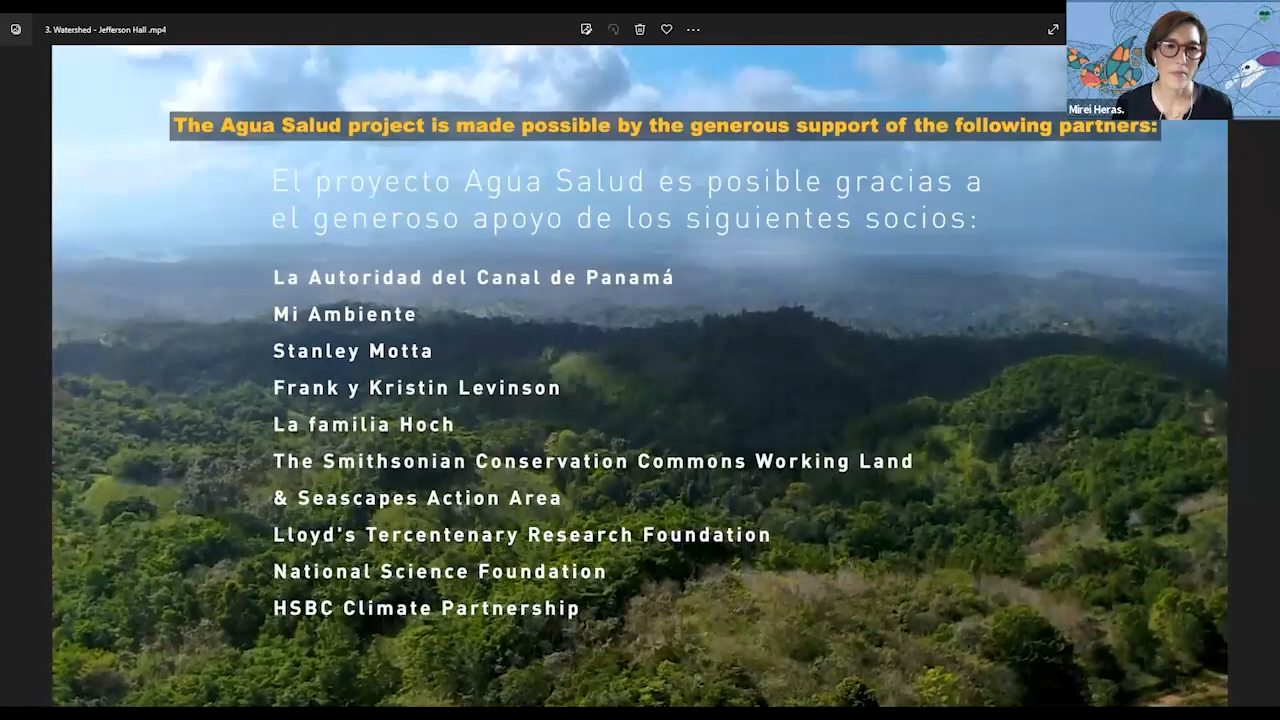 3. Watershed - Jefferson Hall .mp4
Mirei Heras.
The Agua Salud project is made possible by the generous support of the following partners:
El proyecto Agua Salud es posible gracias a
el generoso apoyo de los siguientes socios:
La Autoridad del Canal de Panamá
Mi Ambiente
Stanley Motta
Frank y Kristin Levinson
La familia Hoch
The Smithsonian Conservation Commons Working Land
& Seascapes Action Area
Lloyd's Tercentenary Research Foundation
National Science Foundation
HSBC Climate Partnership